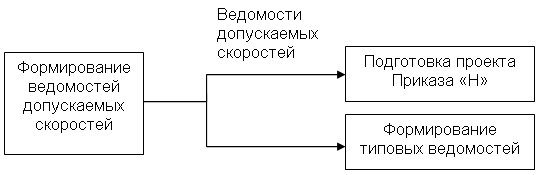 Формирование
ведомостей
допускаемых
скоростей
Ведомости
допускаемых
скоростей
Подготовка проекта
Приказа «Н»
Формирование
типовых ведомостей